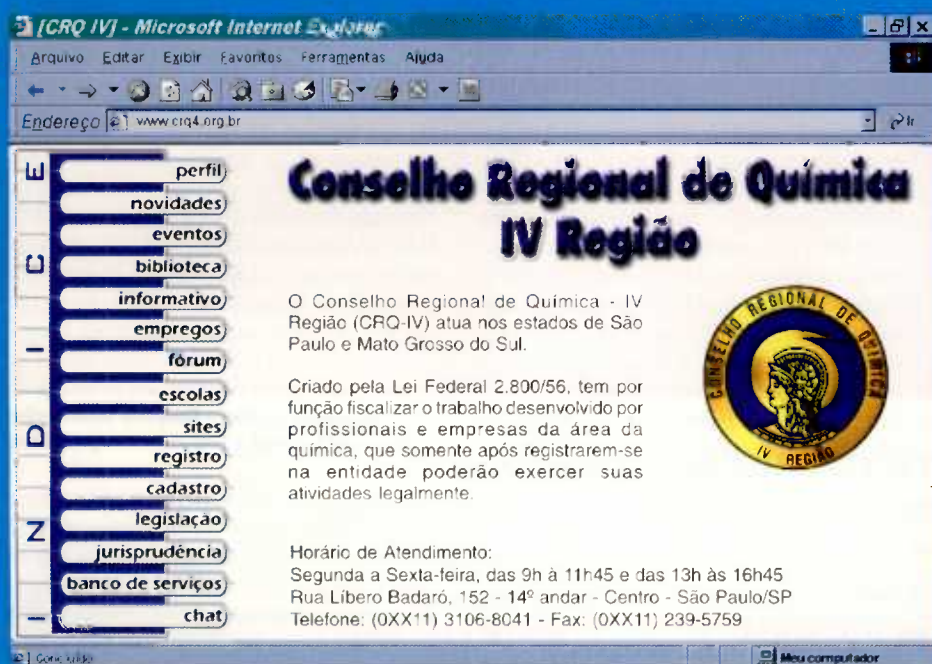 [CRQ IV] - Microsoft Internet Explorer
Arquivo Editar Exibir Favoritos Ferramentas Ajuda
Endereço www.crq4.org.br Ir
Conselho Regional de Química
IV Região
perfil
novidades
eventos
biblioteca
informativo
empregos
fórum
escolas
sites
registro
cadastro
legislação
jurisprudência
banco de serviços
chat
INDICE
O Conselho Regional de Química - IV
Região (CRQ-IV) atua nos estados de São
Paulo e Mato Grosso do Sul.
Criado pela Lei Federal 2.800/56, tem por
função fiscalizar o trabalho desenvolvido por
profissionais e empresas da área da
química, que somente após registrarem-se
na entidade poderão exercer suas
atividades legalmente.
CONSELHO REGIONAL DE QUÍMICA
IV REGIÃO
Horário de Atendimento:
Segunda a Sexta-feira, das 9h à 11h45 e das 13h às 16h45
Rua Líbero Badaró, 152 - 14º andar - Centro - São Paulo/SP
Telefone: (0XX11) 3106-8041 - Fax: (0XX11) 239-5759
Concluído
Meu computador